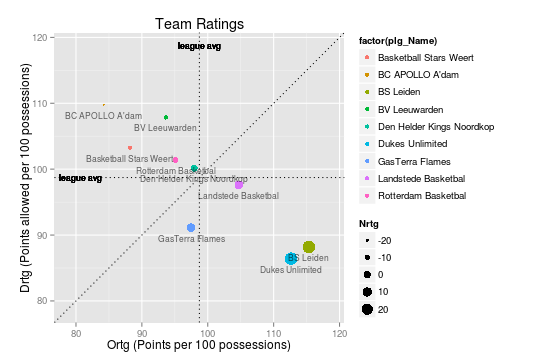 Team Ratings
120
110
100
90
80
80
90
100
110
120
Drtg (Points allowed per 100 possessions)
Ortg (Points per 100 possessions)
league avg
league avg
BC APOLLO A'dam
BV Leeuwarden
Basketball Stars Weert
Rotterdam Basketbal
Den Helder Kings Noordkop
Landstede Basketbal
GasTerra Flames
BS Leiden
Dukes Unlimited
factor(plg_Name)
Basketball Stars Weert
BC APOLLO A'dam
BS Leiden
BV Leeuwarden
Den Helder Kings Noordkop
Dukes Unlimited
GasTerra Flames
Landstede Basketbal
Rotterdam Basketbal
Nrtg
-20
-10
0
10
20